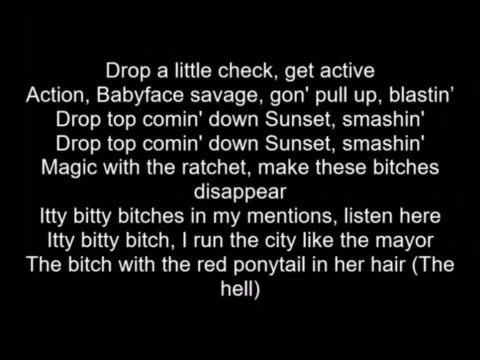 Drop a little check, get active
Action, Babyface savage, gon' pull up, blastin’
Drop top comin' down Sunset, smashin'
Drop top comin' down Sunset, smashin'
Magic with the ratchet, make these bitches
disappear
Itty bitty bitches in my mentions, listen here
Itty bitty bitch, I run the city like the mayor
The bitch with the red ponytail in her hair (The
hell)